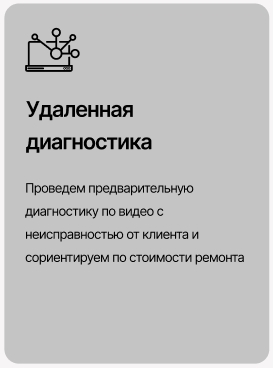 Удаленная
диагностика
Проведем предварительную
диагностику по видео с
неисправностью от клиента и
сориентируем по стоимости ремонта